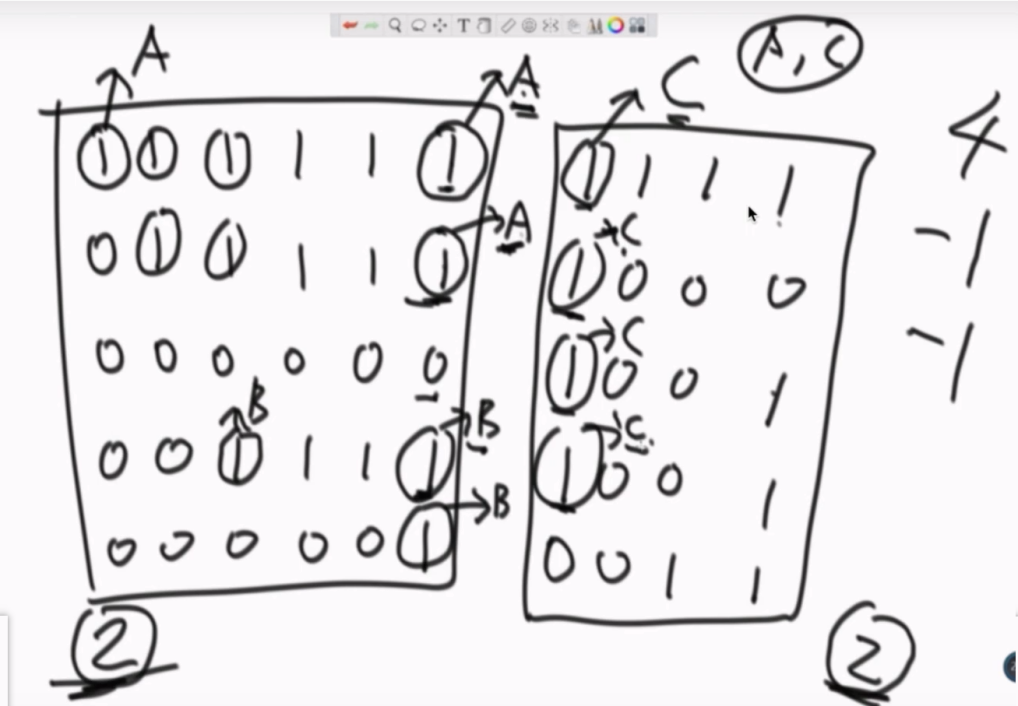 A A C A, C
1 1 1 1 1 1 1 1 1 1 4
A C
0 1 1 1 1 1 1 0 0 0 -1
C
0 0 0 0 0 0 1 0 0 1 -1
B B C
0 0 1 1 1 1 1 0 0 1
B
0 0 0 0 0 1 0 0 1 1
2 2